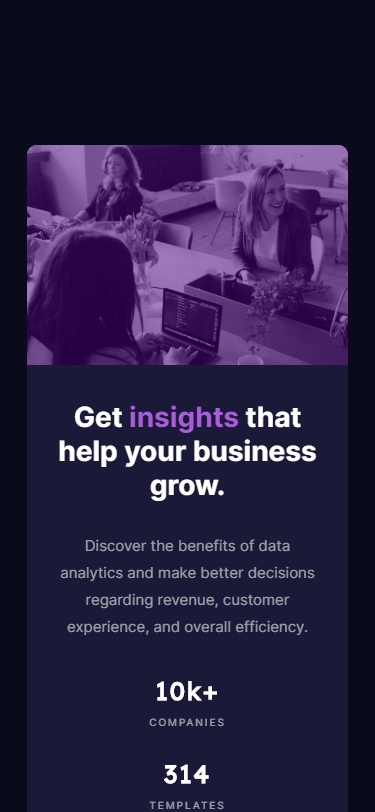 Get insights that
help your business
grow.
Discover the benefits of data
analytics and make better decisions
regarding revenue, customer
experience, and overall efficiency.
10k+
COMPANIES
314
TEMPLATES